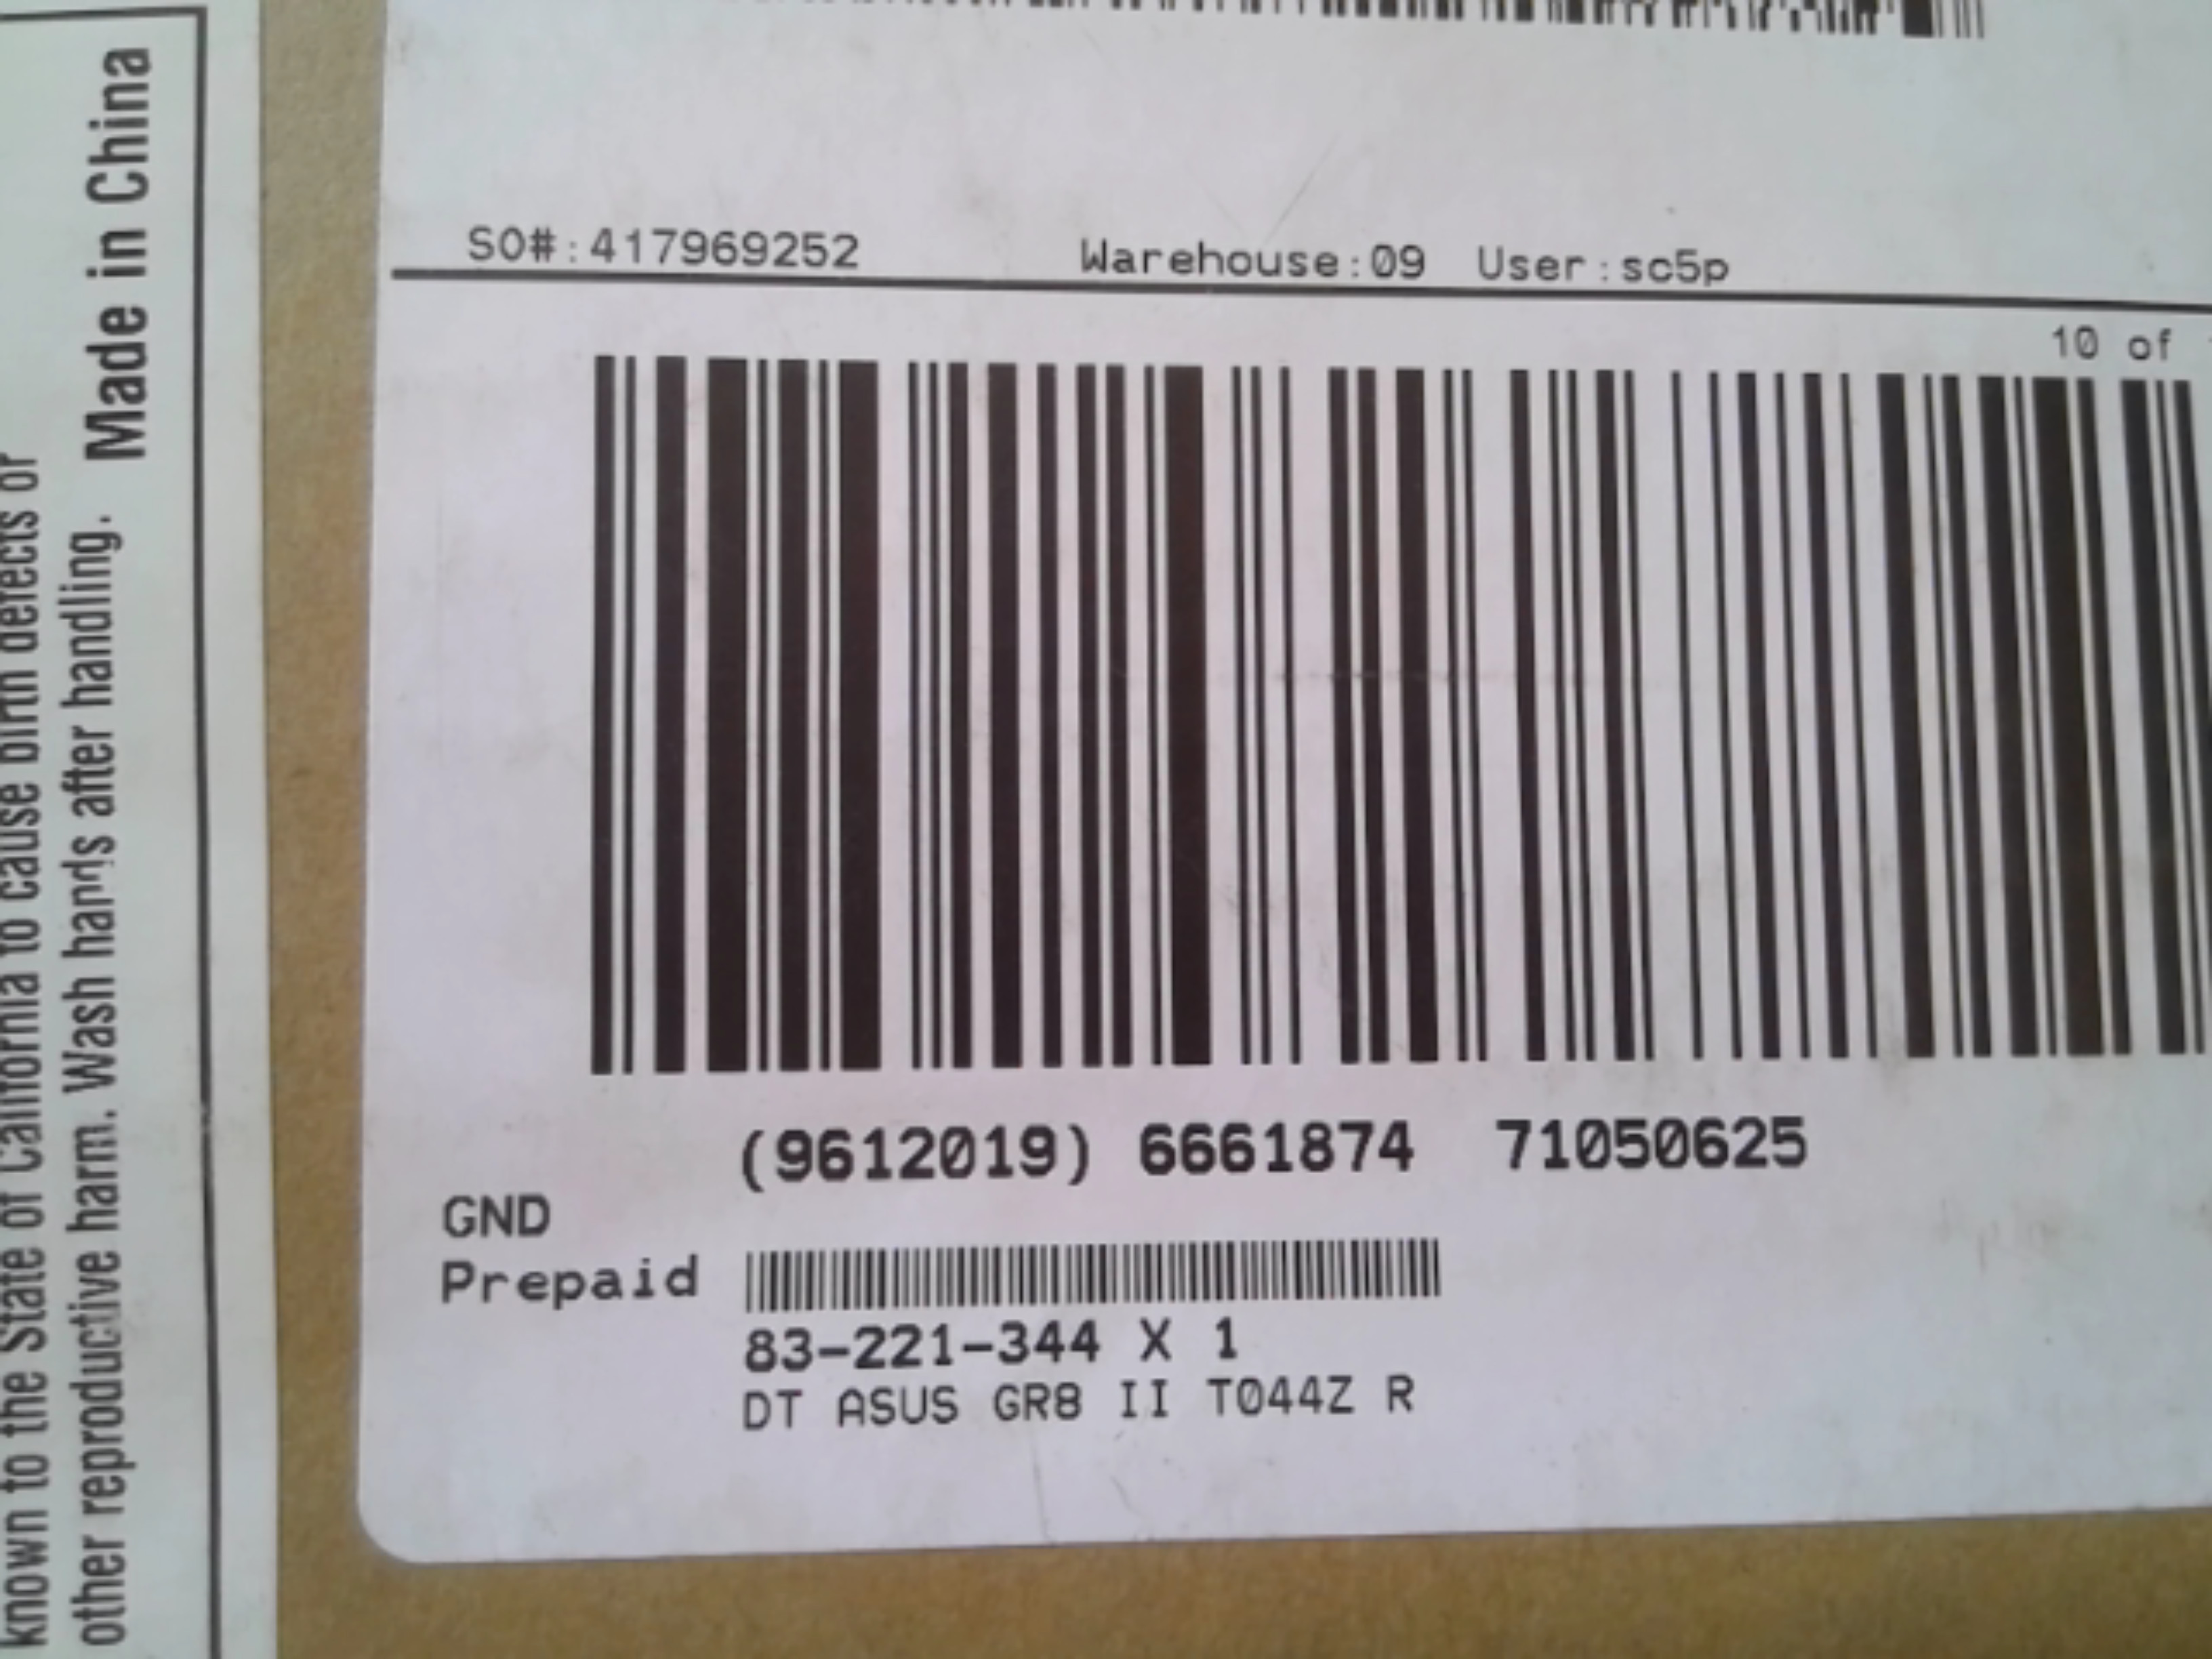 known to the State of California to cause birth defects or
other reproductive harm. Wash hands after handling. Made in China
SO#:417969252 Warehouse:09 User:sc5p
10 of
(9612019) 6661874 71050625
GND
Prepaid
83-221-344 X 1
DT ASUS GR8 II T044Z R